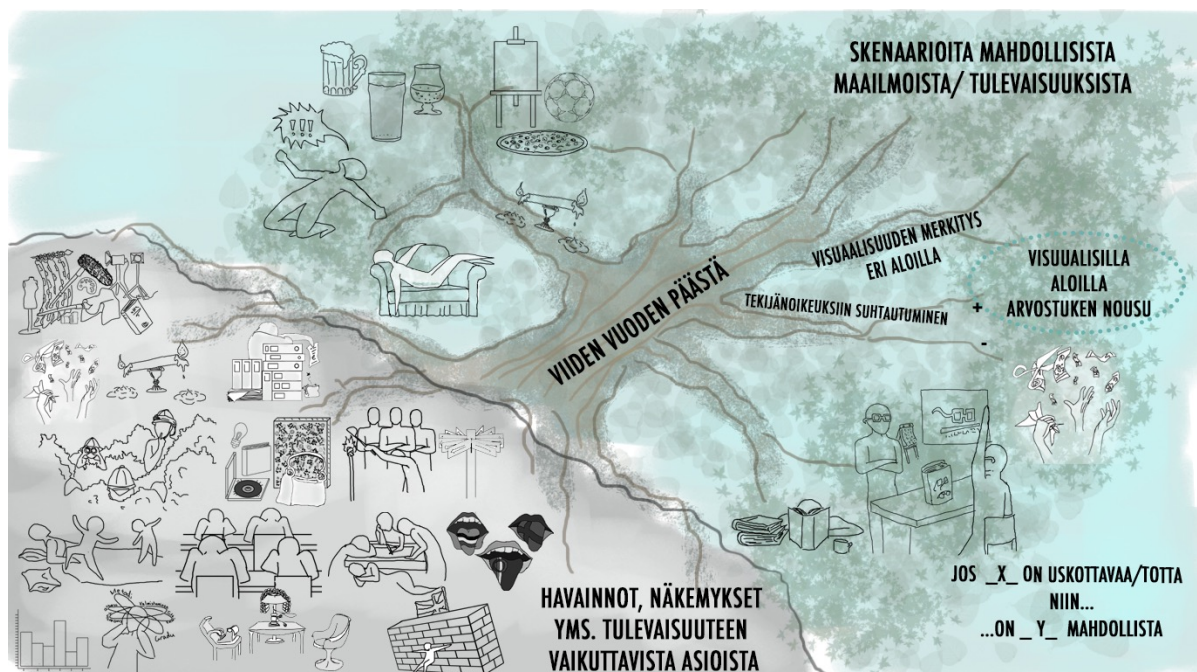 SKENAARIOITA MAHDOLLISISTA
MAAILMOISTA/ TULEVAISUUKSISTA
!!!
VISUAALISUUDEN MERKITYS
ERI ALOILLA
VISUUALISILLA
ALOILLA
ARVOSTUKEN NOUSU
TEKIJÄNOIKEUKSIIN SUHTAUTUMINEN
+
-
VIIDEN VUODEN PÄÄSTÄ
JOS _X_ ON USKOTTAVAA/TOTTA
NIIN...
...ON _ Y_ MAHDOLLISTA
HAVAINNOT, NÄKEMYKSET
YMS. TULEVAISUUTEEN
VAIKUTTAVISTA ASIOISTA